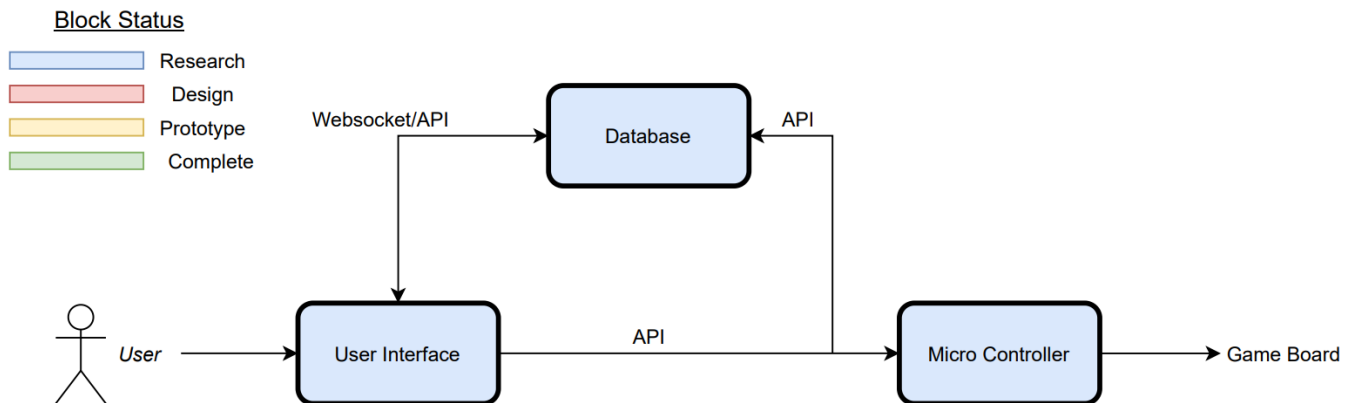 Block Status
Research
Design
Prototype
Complete
Websocket/API
Database
API
User
User Interface
API
Micro Controller
Game Board